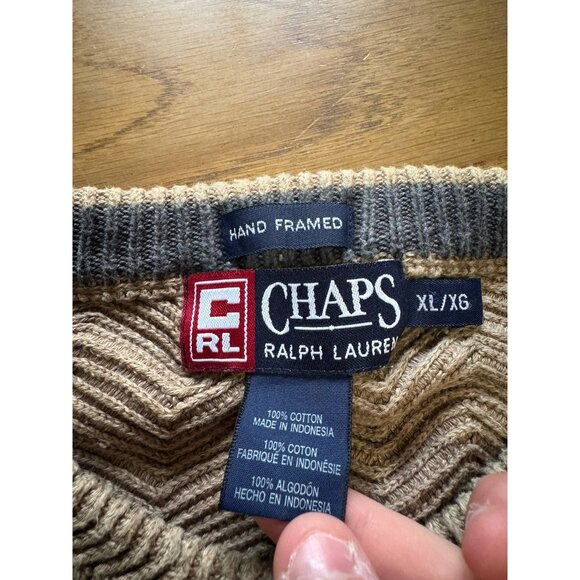 HAND FRAMED
C
RL
CHAPS
RALPH LAUREN
XL/XG
100% COTTON
MADE IN INDONESIA
100% COTON
FABRIQUÉ EN INDONÉSIE
100% ALGODÓN
HECHO EN INDONESIA